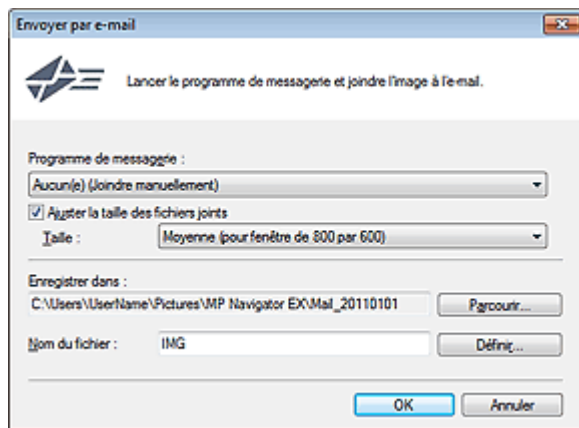 Envoyer par e-mail
Lancer le programme de messagerie et joindre l'image à l'e-mail.
Programme de messagerie :
Aucun(e) (Joindre manuellement)
Ajuster la taille des fichiers joints
Taille : Moyenne (pour fenêtre de 800 par 600)
Enregistrer dans :
C:\Users\UserName\Pictures\MP Navigator EX\Mail_20110101 Parcourir...
Nom du fichier : IMG Définir...
OK Annuler